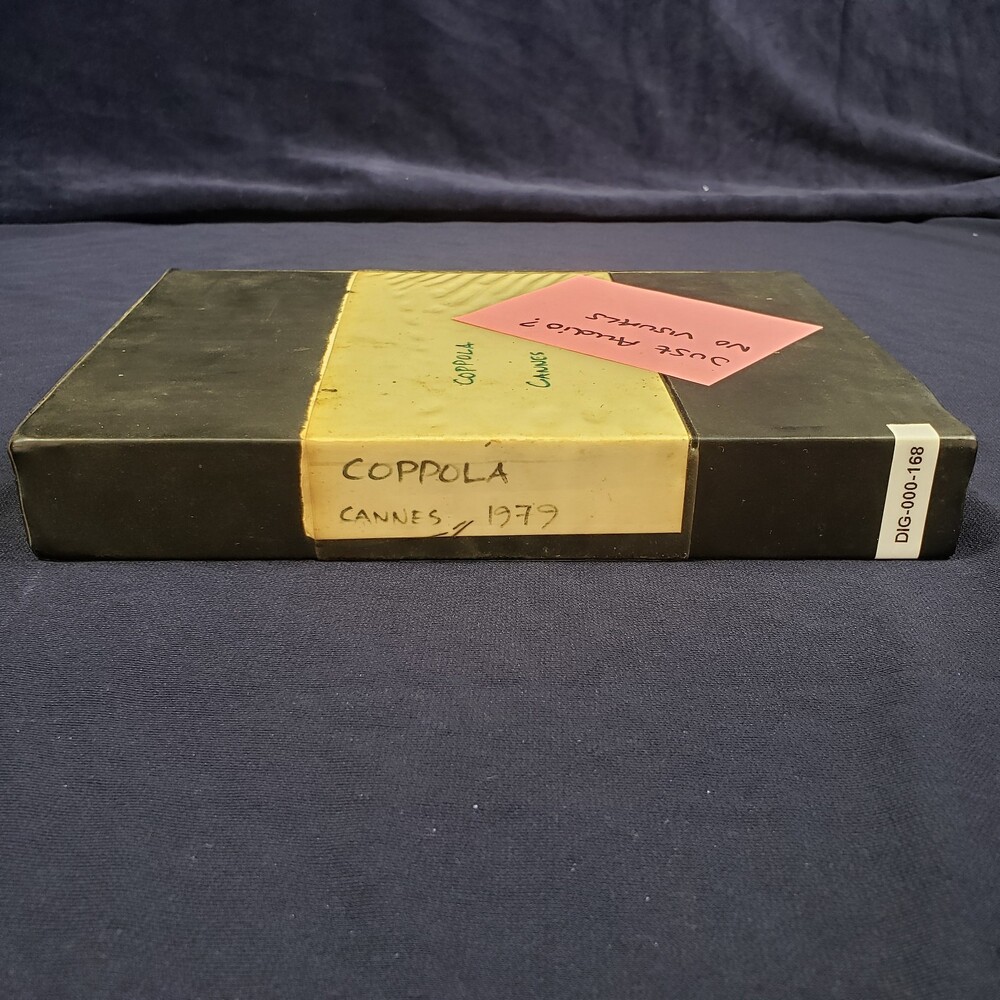 COPPOLA
CANNES
Just Audio?
NO VISUALS
COPPOLA
CANNES 1979
DIG-000-168